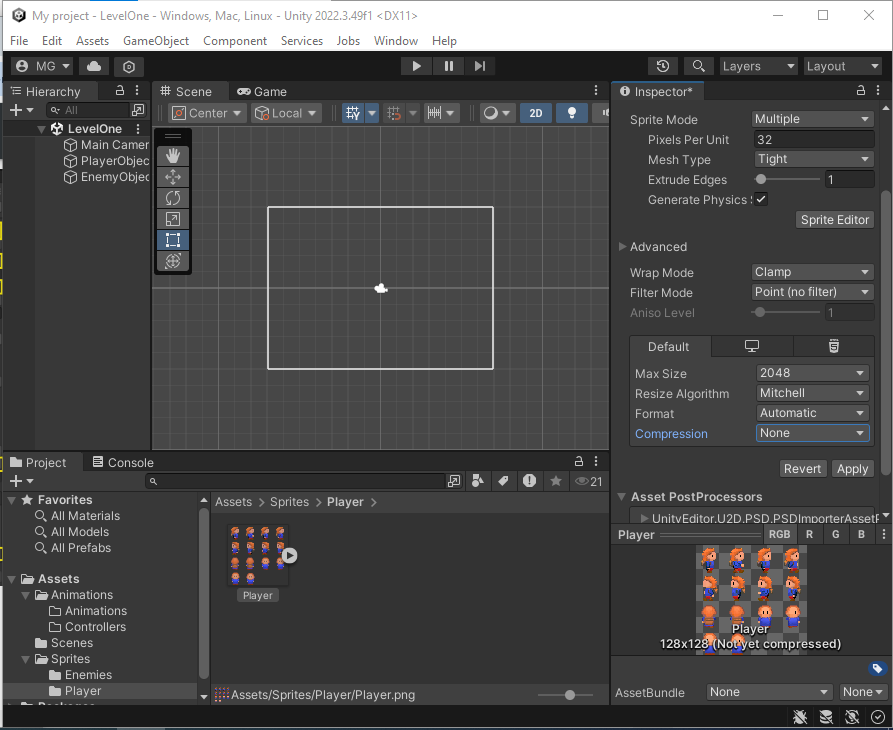 My project - LevelOne - Windows, Mac, Linux - Unity 2022.3.49f1 <DX11>
File Edit Assets GameObject Component Services Jobs Window Help
MG Layers Layout
Hierarchy
All
LevelOne
Main Camer
PlayerObjec
EnemyObjec
Scene Game
Center Local 2D
Inspector*
Sprite Mode Multiple
Pixels Per Unit 32
Mesh Type Tight
Extrude Edges 1
Generate Physics S
Sprite Editor
Advanced
Wrap Mode Clamp
Filter Mode Point (no filter)
Aniso Level 1
Default
Max Size 2048
Resize Algorithm Mitchell
Format Automatic
Compression None
Revert Apply
Asset PostProcessors
UnityEditor.U2D.PSD.PSDImporterAssetP
Player RGB R G B
Player
128x128 (Not yet compressed)
AssetBundle None None
Project Console
21
Favorites
All Materials
All Models
All Prefabs
Assets
Animations
Animations
Controllers
Scenes
Sprites
Enemies
Player
Assets > Sprites > Player >
Player
Assets/Sprites/Player/Player.png